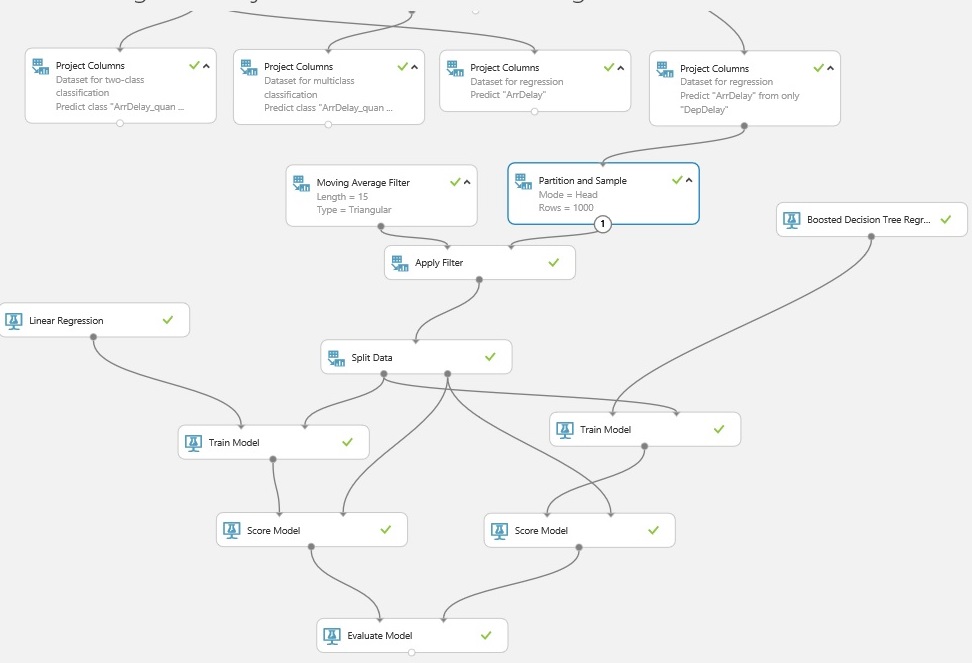 Project Columns
Dataset for two-class
classification
Predict class "ArrDelay_quan ...
Project Columns
Dataset for multiclass
classification
Predict class "ArrDelay_quan ...
Project Columns
Dataset for regression
Predict "ArrDelay"
Project Columns
Dataset for regression
Predict "ArrDelay" from only
"DepDelay"
Moving Average Filter
Length = 15
Type = Triangular
Partition and Sample
Mode = Head
Rows = 1000
1
Boosted Decision Tree Regr...
Apply Filter
Linear Regression
Split Data
Train Model
Train Model
Score Model
Score Model
Evaluate Model